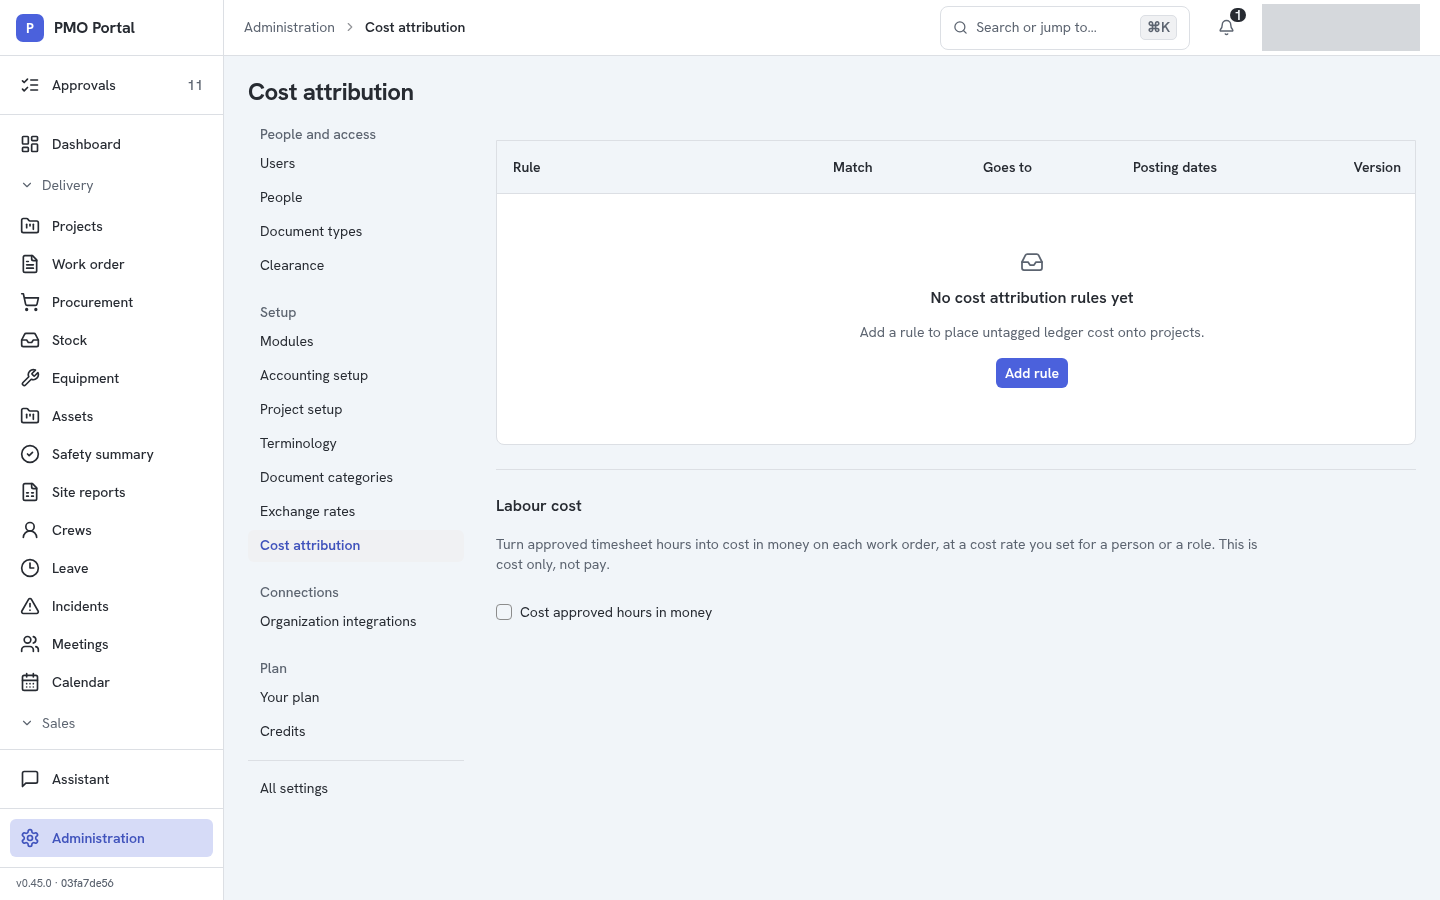 P PMO Portal
Administration > Cost attribution
Search or jump to... ⌘K
1
Approvals 11
Dashboard
Delivery
Projects
Work order
Procurement
Stock
Equipment
Assets
Safety summary
Site reports
Crews
Leave
Incidents
Meetings
Calendar
Sales
Assistant
Administration
v0.45.0 · 03fa7de56
Cost attribution
People and access
Users
People
Document types
Clearance
Setup
Modules
Accounting setup
Project setup
Terminology
Document categories
Exchange rates
Cost attribution
Connections
Organization integrations
Plan
Your plan
Credits
All settings
Rule Match Goes to Posting dates Version
No cost attribution rules yet
Add a rule to place untagged ledger cost onto projects.
Add rule
Labour cost
Turn approved timesheet hours into cost in money on each work order, at a cost rate you set for a person or a role. This is
cost only, not pay.
Cost approved hours in money